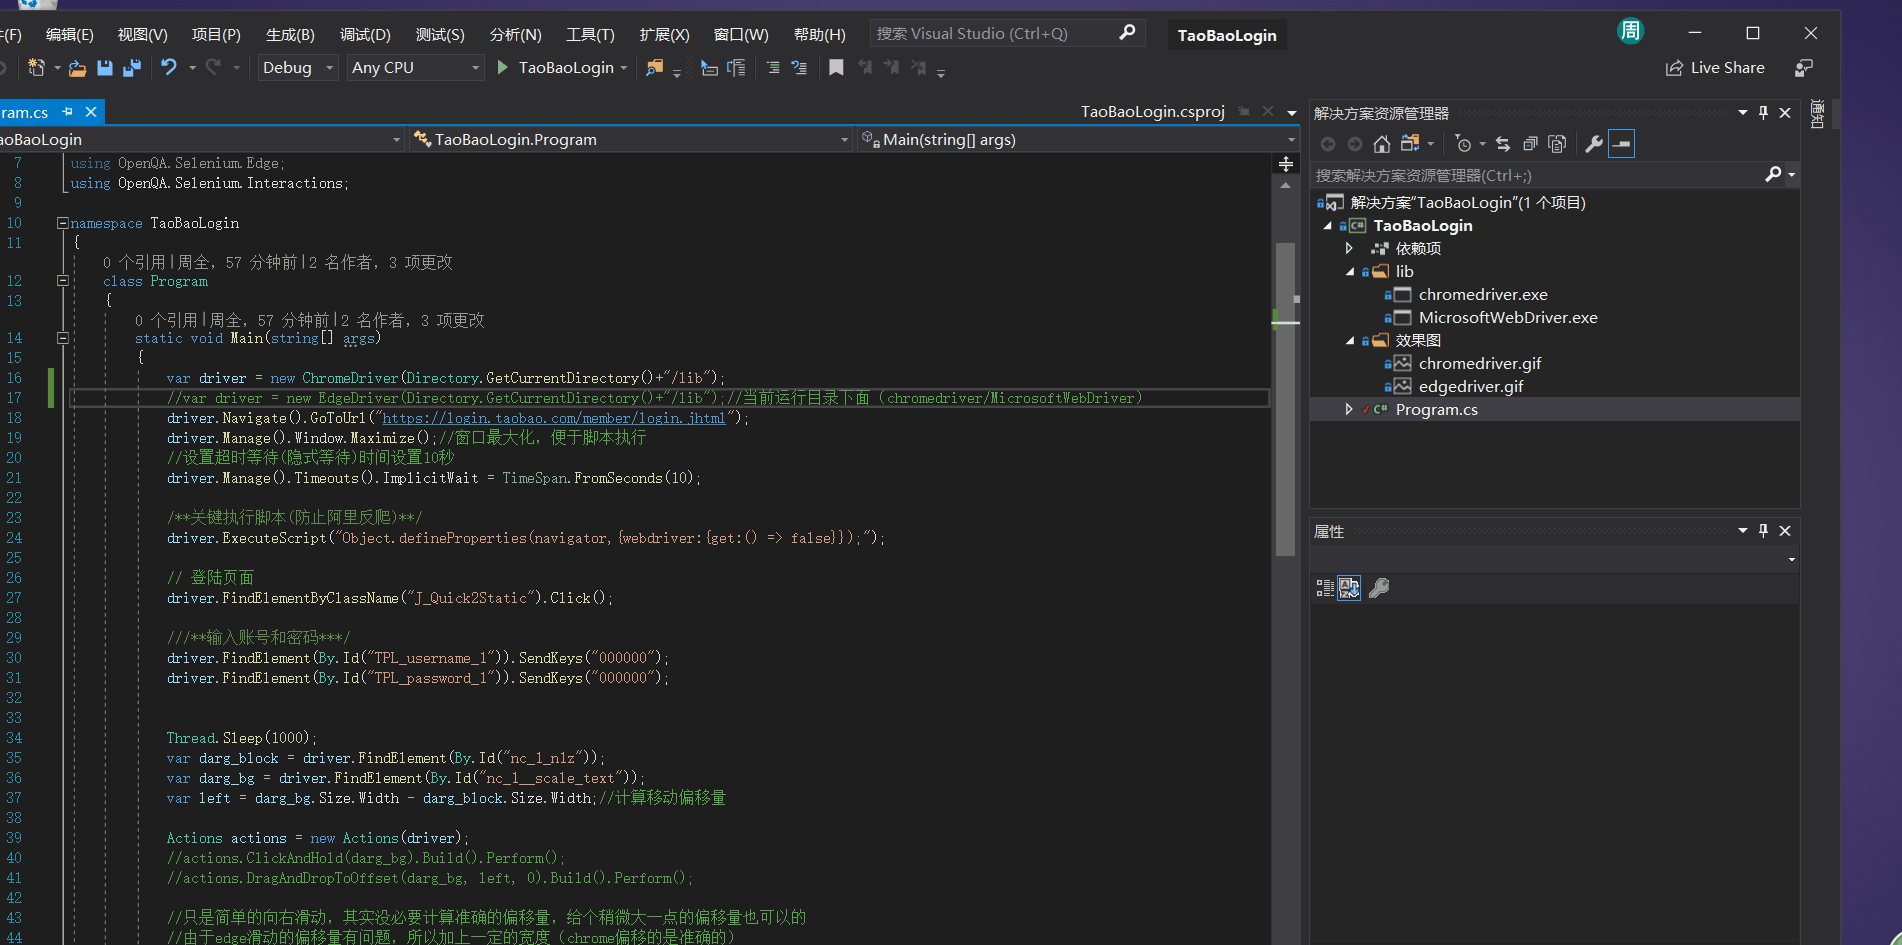 (F) 编辑(E) 视图(V) 项目(P) 生成(B) 调试(D) 测试(S) 分析(N) 工具(T) 扩展(X) 窗口(W) 帮助(H) 搜索 Visual Studio (Ctrl+Q) TaoBaoLogin 周
Debug Any CPU TaoBaoLogin Live Share
ram.cs TaoBaoLogin.csproj
aoBaoLogin TaoBaoLogin.Program Main(string[] args)
7 using OpenQA.Selenium.Edge;
8 using OpenQA.Selenium.Interactions;
9
10 namespace TaoBaoLogin
11 {
0 个引用|周全，57 分钟前|2 名作者，3 项更改
12 class Program
13 {
0 个引用|周全，57 分钟前|2 名作者，3 项更改
14 static void Main(string[] args)
15 {
16 var driver = new ChromeDriver(Directory.GetCurrentDirectory()+"/lib");
17 //var driver = new EdgeDriver(Directory.GetCurrentDirectory()+"/lib");//当前运行目录下面（chromedriver/MicrosoftWebDriver）
18 driver.Navigate().GoToUrl("https://login.taobao.com/member/login.jhtml");
19 driver.Manage().Window.Maximize();//窗口最大化，便于脚本执行
20 //设置超时等待(隐式等待)时间设置10秒
21 driver.Manage().Timeouts().ImplicitWait = TimeSpan.FromSeconds(10);
22
23 /**关键执行脚本(防止阿里反爬)**/
24 driver.ExecuteScript("Object.defineProperties(navigator,{webdriver:{get:() => false}});");
25
26 // 登陆页面
27 driver.FindElementByClassName("J_Quick2Static").Click();
28
29 ///**输入账号和密码***/
30 driver.FindElement(By.Id("TPL_username_1")).SendKeys("000000");
31 driver.FindElement(By.Id("TPL_password_1")).SendKeys("000000");
32
33
34 Thread.Sleep(1000);
35 var darg_block = driver.FindElement(By.Id("nc_1_n1z"));
36 var darg_bg = driver.FindElement(By.Id("nc_1__scale_text"));
37 var left = darg_bg.Size.Width - darg_block.Size.Width;//计算移动偏移量
38
39 Actions actions = new Actions(driver);
40 //actions.ClickAndHold(darg_bg).Build().Perform();
41 //actions.DragAndDropToOffset(darg_bg, left, 0).Build().Perform();
42
43 //只是简单的向右滑动，其实没必要计算准确的偏移量，给个稍微大一点的偏移量也可以的
44 //由于edge滑动的偏移量有问题，所以加上一定的宽度（chrome偏移的是准确的）
解决方案资源管理器
搜索解决方案资源管理器(Ctrl+;)
解决方案"TaoBaoLogin"(1 个项目)
C# TaoBaoLogin
依赖项
lib
chromedriver.exe
MicrosoftWebDriver.exe
效果图
chromedriver.gif
edgedriver.gif
C# Program.cs
属性
通知